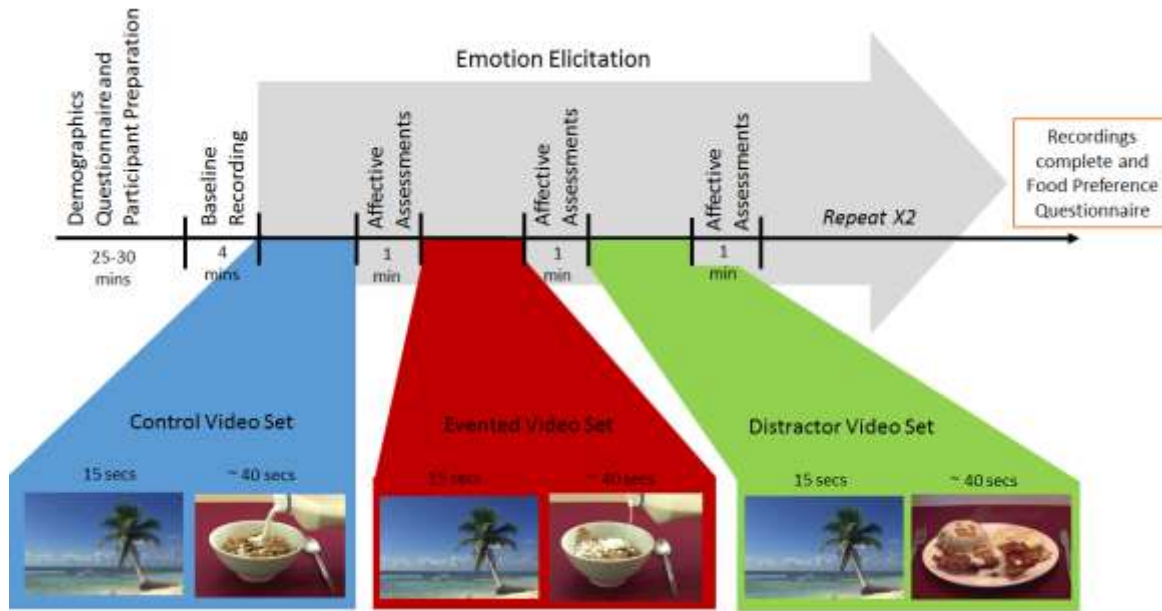 Emotion Elicitation
Demographics
Questionnaire and
Participant Preparation
Baseline
Recording
Affective
Assessments
Affective
Assessments
Affective
Assessments
Repeat X2
Recordings
complete and
Food Preference
Questionnaire
25-30
mins
4
mins
1
min
1
min
1
min
Control Video Set
15 secs
~ 40 secs
Evented Video Set
15 secs
~ 40 secs
Distractor Video Set
15 secs
~ 40 secs